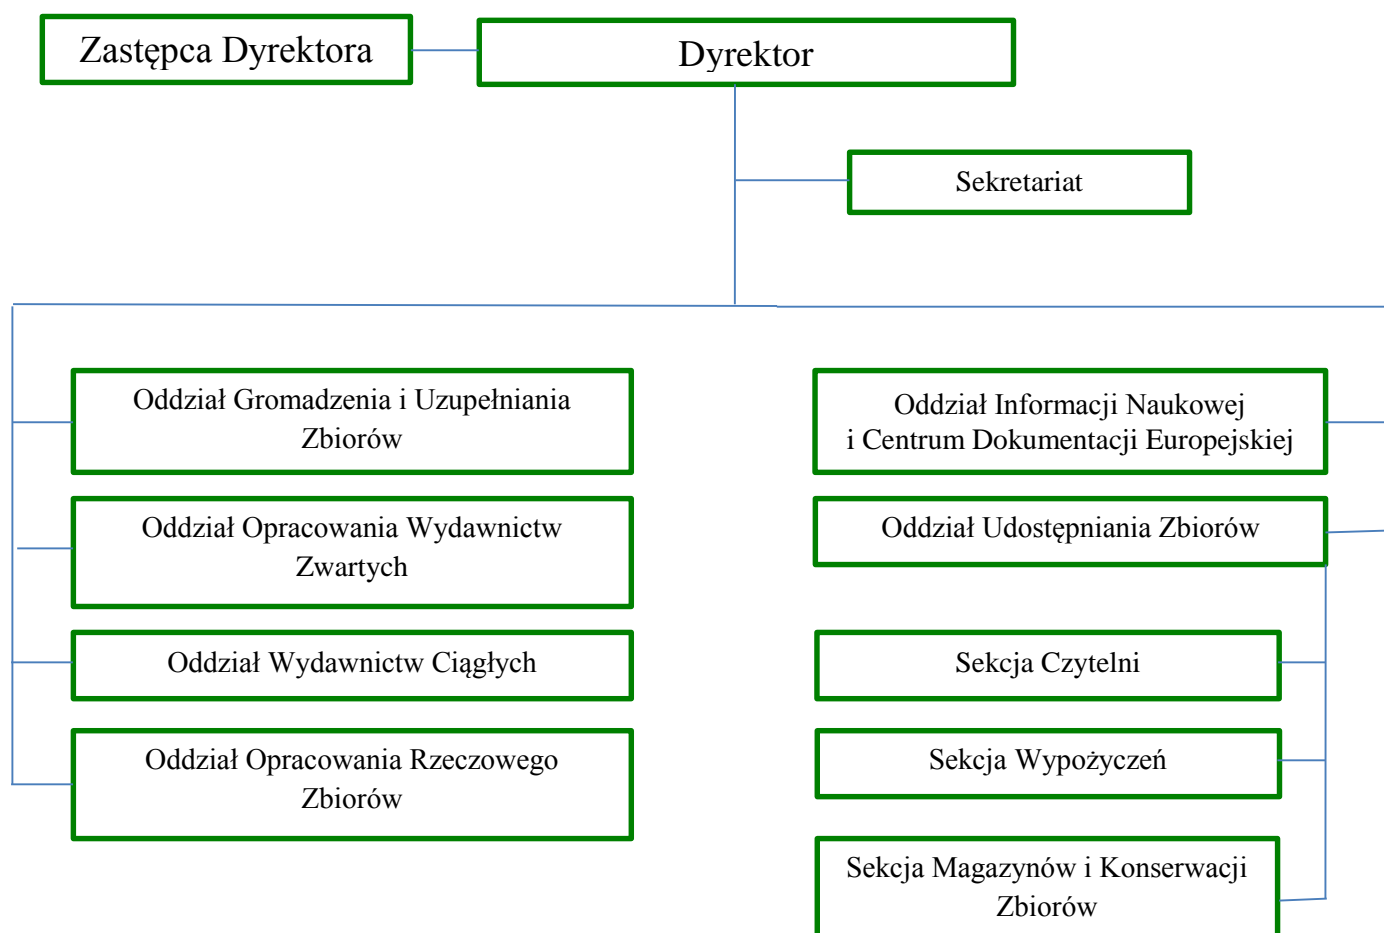 Zastępca Dyrektora
Dyrektor
Sekretariat
Oddział Gromadzenia i Uzupełniania
Zbiorów
Oddział Opracowania Wydawnictw
Zwartych
Oddział Wydawnictw Ciągłych
Oddział Opracowania Rzeczowego
Zbiorów
Oddział Informacji Naukowej
i Centrum Dokumentacji Europejskiej
Oddział Udostępniania Zbiorów
Sekcja Czytelni
Sekcja Wypożyczeń
Sekcja Magazynów i Konserwacji
Zbiorów